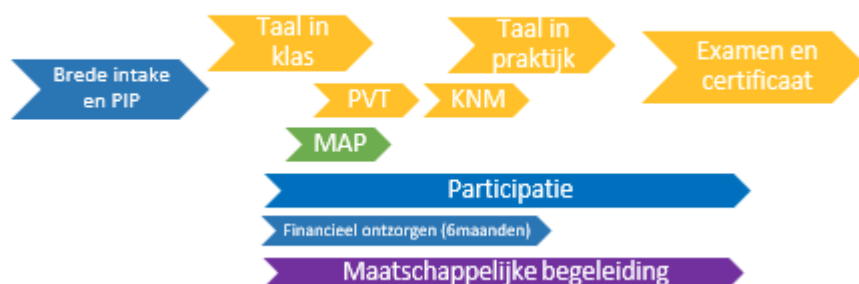 Taal in
klas
Taal in
praktijk
Examen en
certificaat
Brede intake
en PIP
PVT
KNM
MAP
Participatie
Financieel ontzorgen (6maanden)
Maatschappelijke begeleiding